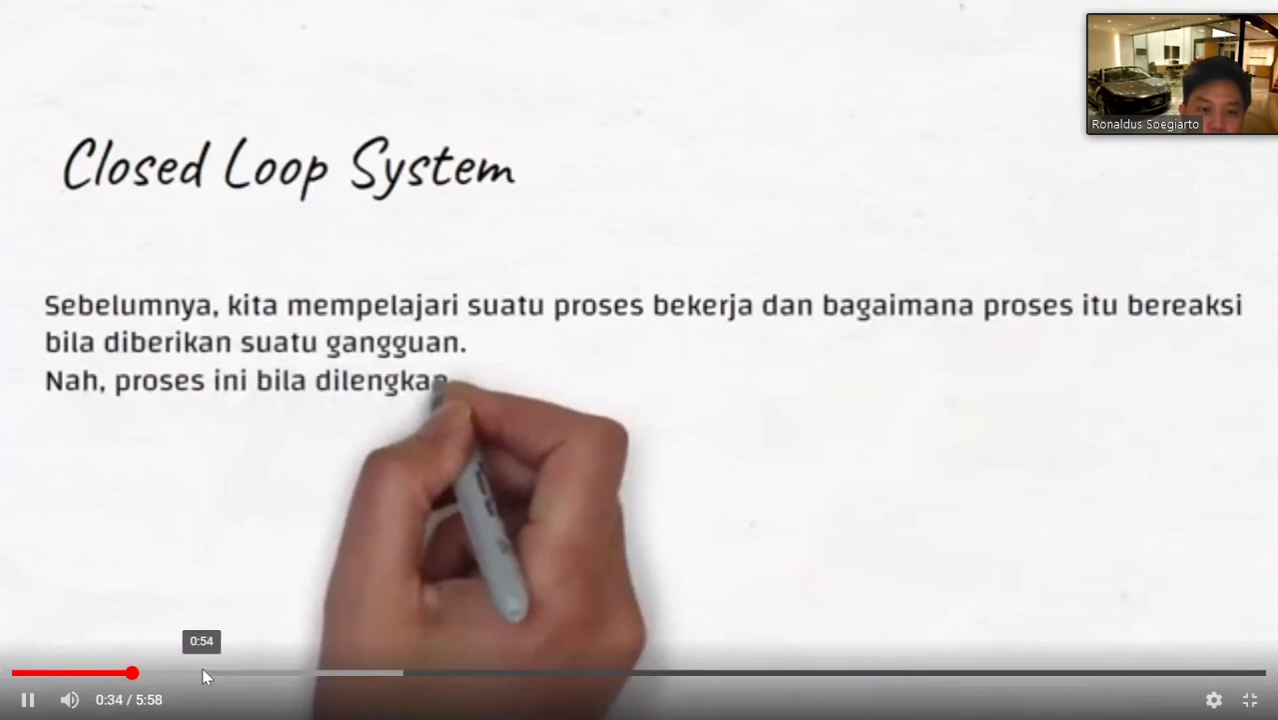 Ronaldus Soegiarto
Closed Loop System
Sebelumnya, kita mempelajari suatu proses bekerja dan bagaimana proses itu bereaksi
bila diberikan suatu gangguan.
Nah, proses ini bila dilengkap
0:54
0:34 / 5:58